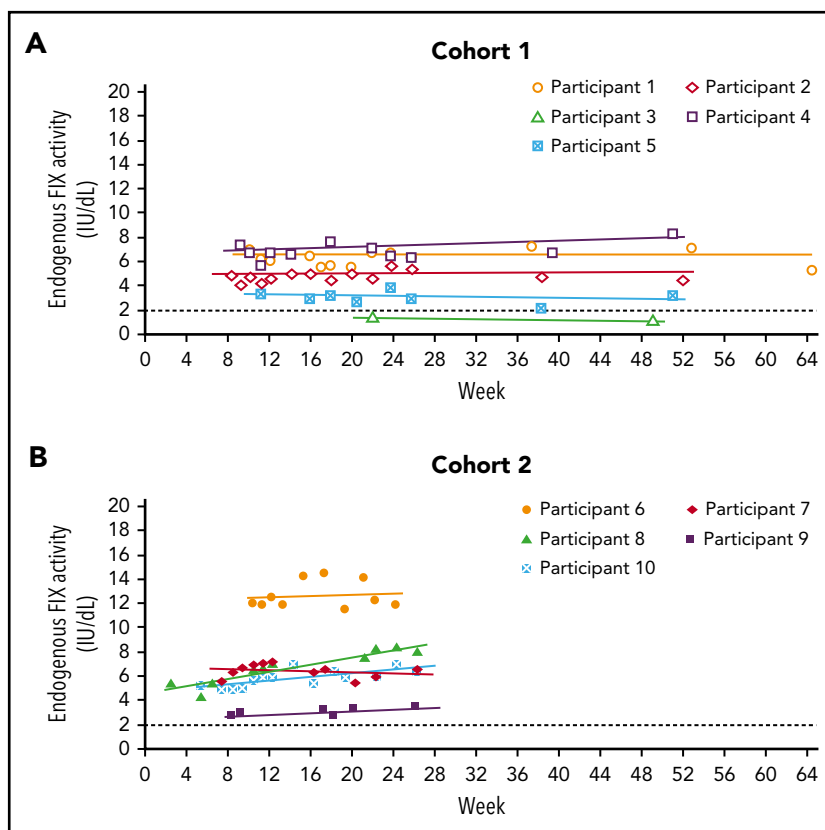 A
Cohort 1
Endogenous FIX activity
(IU/dL)
20
18
16
14
12
10
8
6
4
2
0
Participant 1
Participant 2
Participant 3
Participant 4
Participant 5
0 4 8 12 16 20 24 28 32 36 40 44 48 52 56 60 64
Week
B
Cohort 2
Endogenous FIX activity
(IU/dL)
20
18
16
14
12
10
8
6
4
2
0
Participant 6
Participant 7
Participant 8
Participant 9
Participant 10
0 4 8 12 16 20 24 28 32 36 40 44 48 52 56 60 64
Week